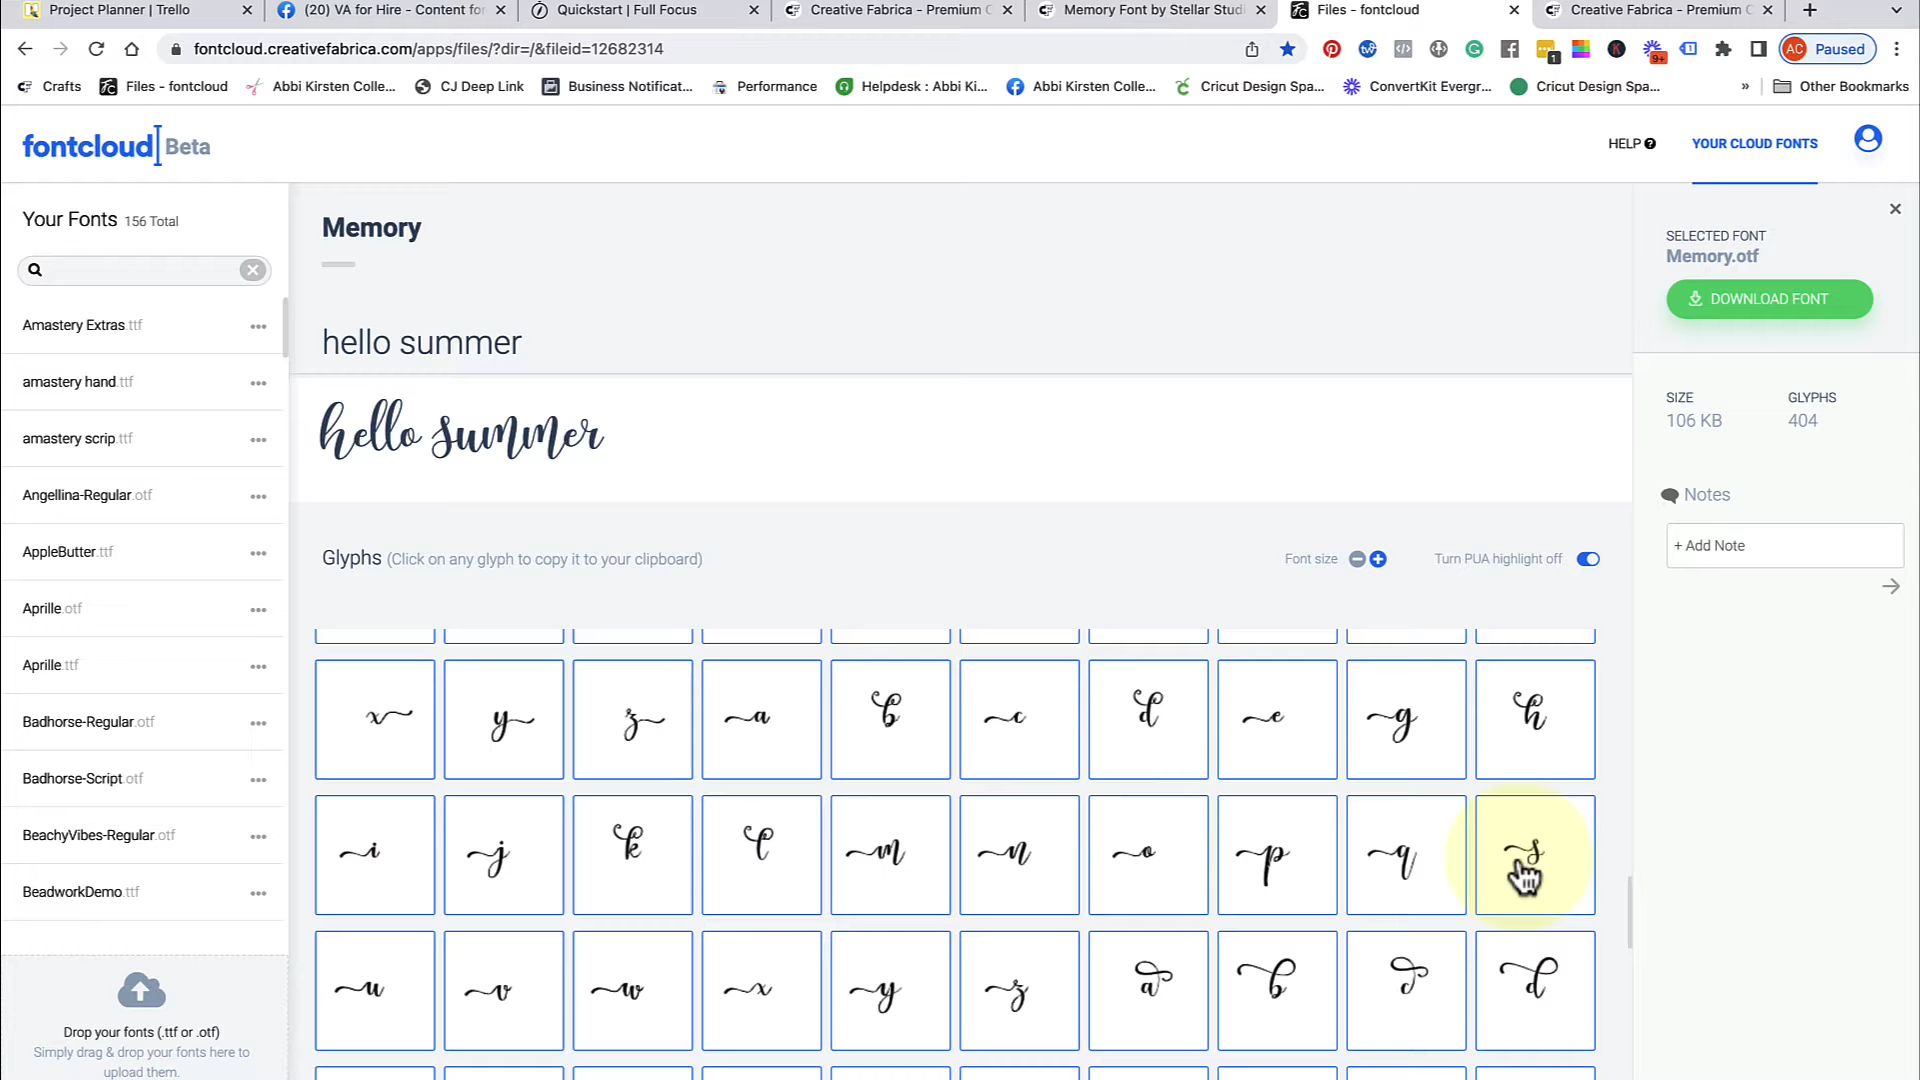 Project Planner | Trello
(20) VA for Hire - Content for
Quickstart | Full Focus
Creative Fabrica - Premium C
Memory Font by Stellar Studi
Files - fontcloud
Creative Fabrica - Premium C
fontcloud.creativefabrica.com/apps/files/?dir=/&fileid=12682314
1
9+
AC Paused
Crafts
Files - fontcloud
Abbi Kirsten Colle...
CJ Deep Link
Business Notificat...
Performance
Helpdesk : Abbi Ki...
Abbi Kirsten Colle...
Cricut Design Spa...
ConvertKit Evergr...
Cricut Design Spa...
»
Other Bookmarks
fontcloud Beta
HELP
YOUR CLOUD FONTS
Your Fonts 156 Total
Amastery Extras.ttf
amastery hand.ttf
amastery scrip.ttf
Angellina-Regular.otf
AppleButter.ttf
Aprille.otf
Aprille.ttf
Badhorse-Regular.otf
Badhorse-Script.otf
BeachyVibes-Regular.otf
BeadworkDemo.ttf
Drop your fonts (.ttf or .otf)
Simply drag & drop your fonts here to
upload them.
Memory
hello summer
hello summer
Glyphs (Click on any glyph to copy it to your clipboard)
Font size
Turn PUA highlight off
x y z a b c d e g h
i j k l m n o p q s
u v w x y z a b c d
SELECTED FONT
Memory.otf
DOWNLOAD FONT
SIZE GLYPHS
106 KB 404
Notes
+ Add Note